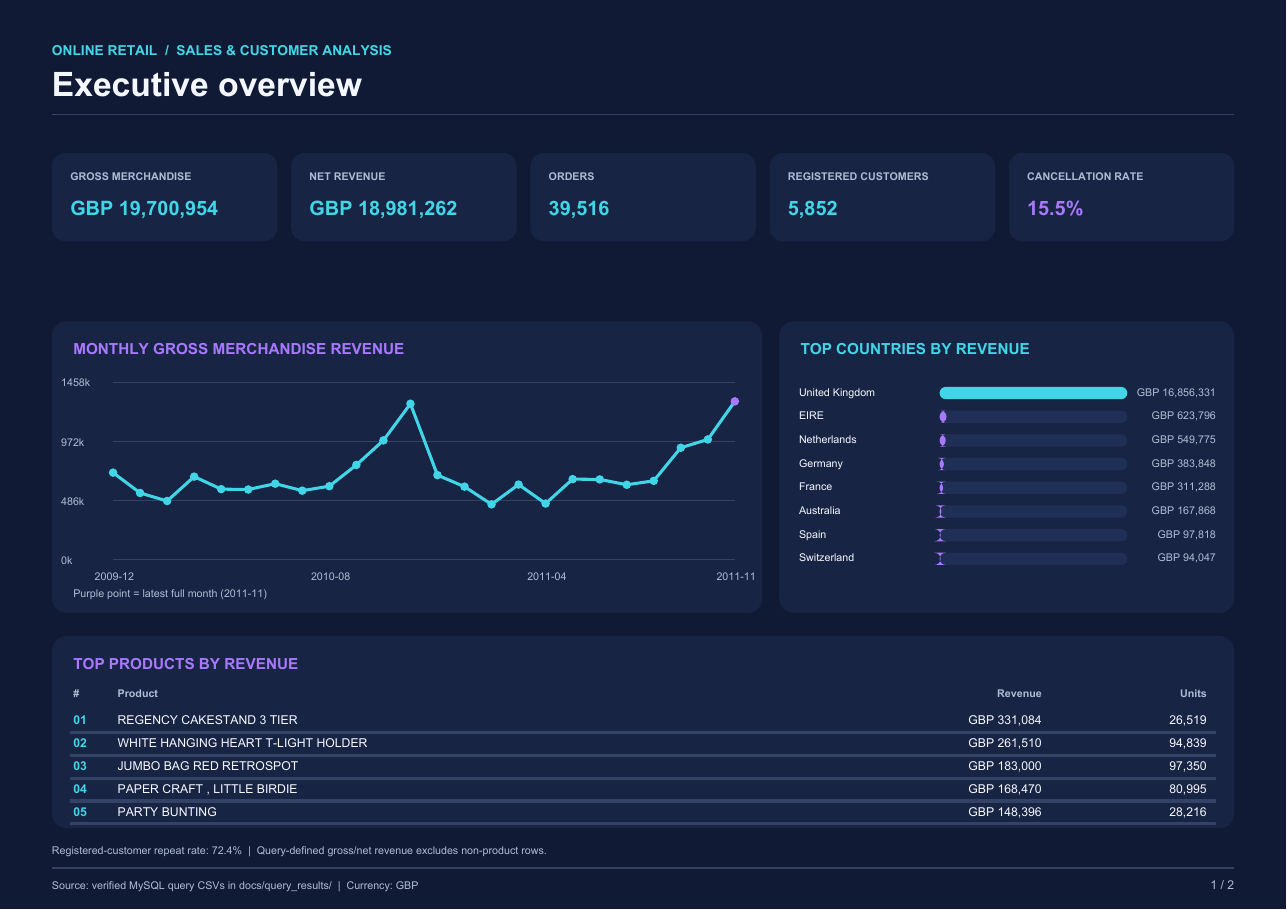 ONLINE RETAIL / SALES & CUSTOMER ANALYSIS
Executive overview
GROSS MERCHANDISE
GBP 19,700,954
NET REVENUE
GBP 18,981,262
ORDERS
39,516
REGISTERED CUSTOMERS
5,852
CANCELLATION RATE
15.5%
MONTHLY GROSS MERCHANDISE REVENUE
1458k
972k
486k
0k
2009-12 2010-08 2011-04 2011-11
Purple point = latest full month (2011-11)
TOP COUNTRIES BY REVENUE
United Kingdom GBP 16,856,331
EIRE GBP 623,796
Netherlands GBP 549,775
Germany GBP 383,848
France GBP 311,288
Australia GBP 167,868
Spain GBP 97,818
Switzerland GBP 94,047
TOP PRODUCTS BY REVENUE
# Product Revenue Units
01 REGENCY CAKESTAND 3 TIER GBP 331,084 26,519
02 WHITE HANGING HEART T-LIGHT HOLDER GBP 261,510 94,839
03 JUMBO BAG RED RETROSPOT GBP 183,000 97,350
04 PAPER CRAFT , LITTLE BIRDIE GBP 168,470 80,995
05 PARTY BUNTING GBP 148,396 28,216
Registered-customer repeat rate: 72.4% | Query-defined gross/net revenue excludes non-product rows.
Source: verified MySQL query CSVs in docs/query_results/ | Currency: GBP
1 / 2